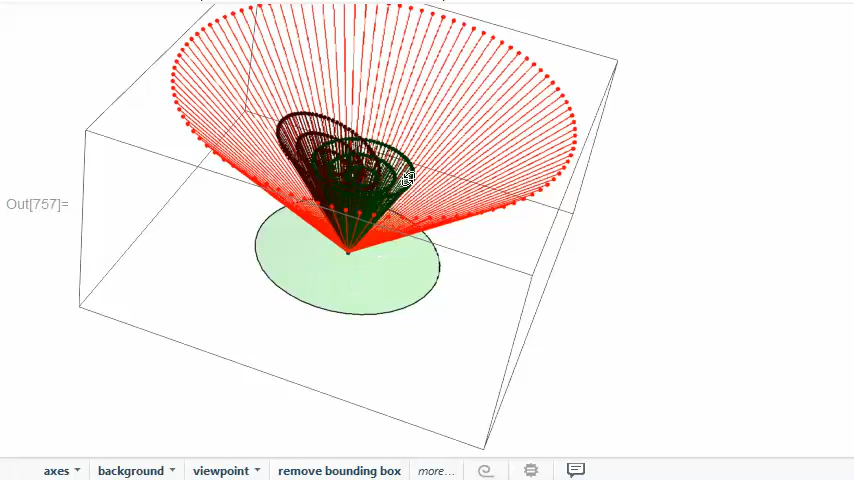 Out[757]=
axes background viewpoint remove bounding box more...